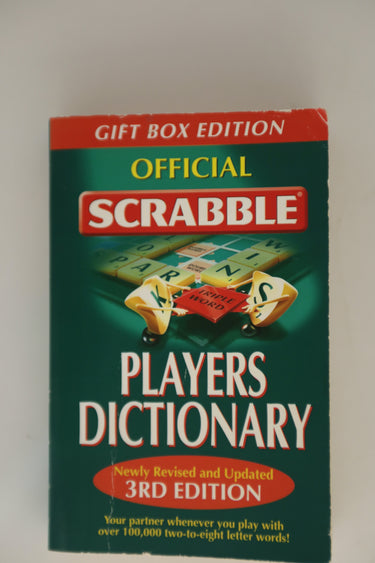 GIFT BOX EDITION
OFFICIAL
SCRABBLE®
TRIPLE
WORD
PLAYERS
DICTIONARY
Newly Revised and Updated
3RD EDITION
Your partner whenever you play with
over 100,000 two-to-eight letter words!